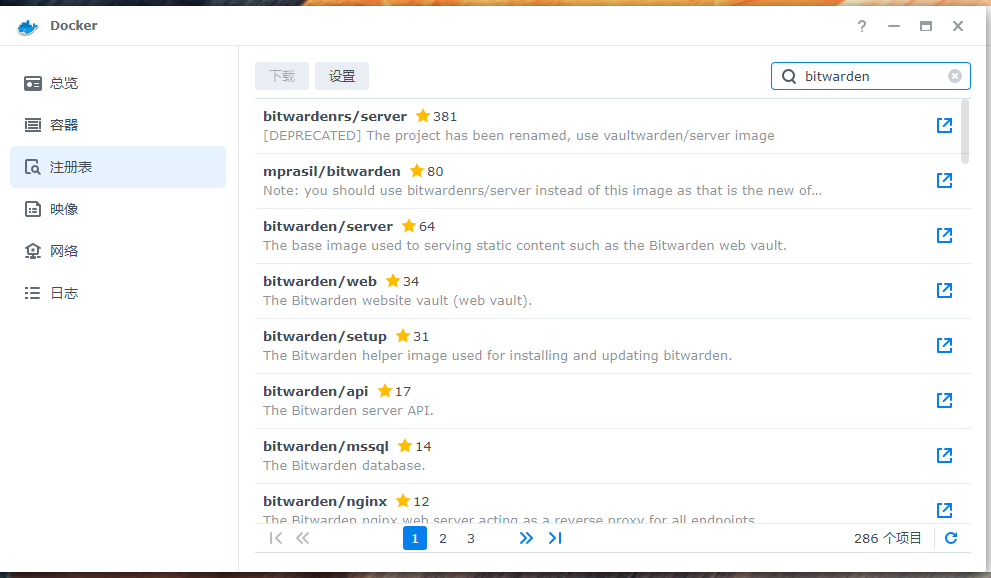 Docker
?
总览
容器
注册表
映像
网络
日志
下载 设置 bitwarden
bitwardenrs/server 381
[DEPRECATED] The project has been renamed, use vaultwarden/server image
mprasil/bitwarden 80
Note: you should use bitwardenrs/server instead of this image as that is the new of...
bitwarden/server 64
The base image used to serving static content such as the Bitwarden web vault.
bitwarden/web 34
The Bitwarden website vault (web vault).
bitwarden/setup 31
The Bitwarden helper image used for installing and updating bitwarden.
bitwarden/api 17
The Bitwarden server API.
bitwarden/mssql 14
The Bitwarden database.
bitwarden/nginx 12
The Bitwarden nginx web server acting as a reverse proxy for all endpoints
1 2 3 286 个项目